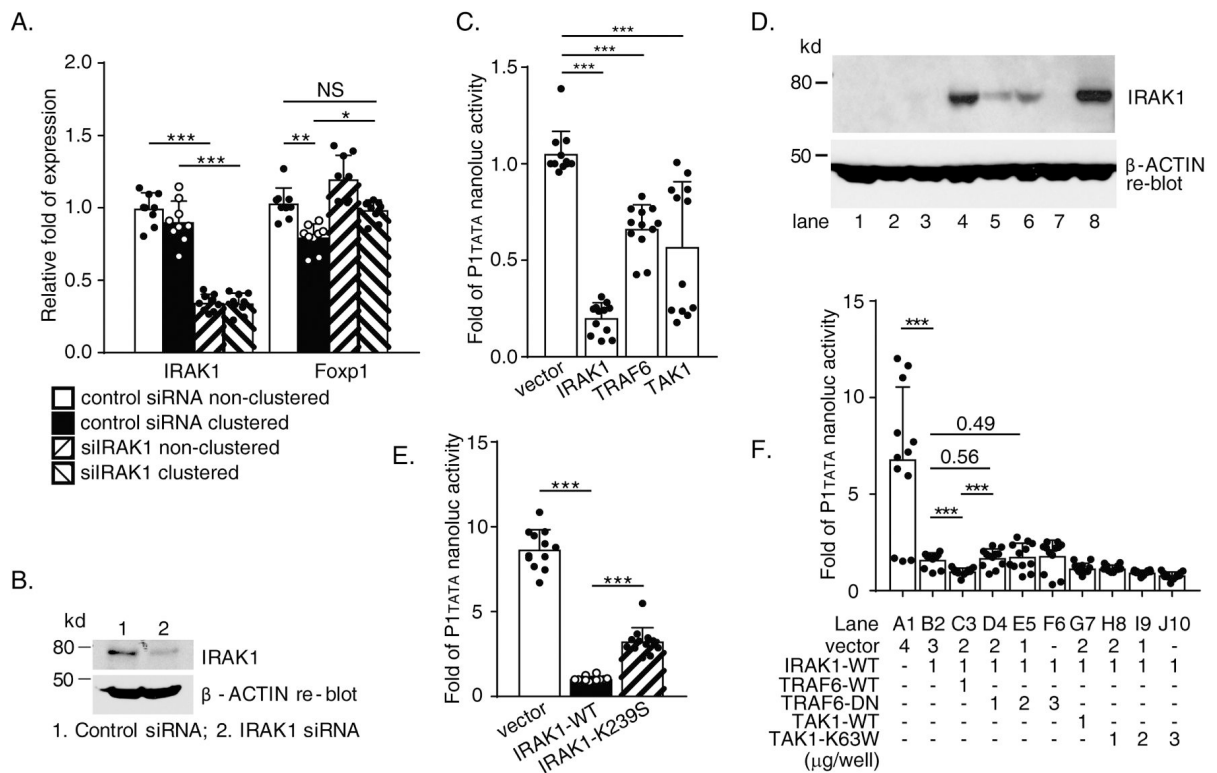 A.
2.0
1.5
1.0
0.5
0.0
Relative fold of expression
***
***
NS
*
**
IRAK1
Foxp1
control siRNA non-clustered
control siRNA clustered
siIRAK1 non-clustered
siIRAK1 clustered
B.
kd
1
2
80
50
IRAK1
β-ACTIN re-blot
1. Control siRNA; 2. IRAK1 siRNA
C.
***
***
***
1.5
1.0
0.5
0.0
Fold of P1TATA nanoluc activity
vector
IRAK1
TRAF6
TAK1
D.
kd
80
50
IRAK1
β-ACTIN
re-blot
lane 1 2 3 4 5 6 7 8
E.
15
10
5
0
Fold of P1TATA nanoluc activity
***
***
vector
IRAK1-WT
IRAK1-K239S
F.
15
10
5
0
Fold of P1TATA nanoluc activity
***
0.49
0.56
***
***
Lane A1 B2 C3 D4 E5 F6 G7 H8 I9 J10
vector 4 3 2 2 1 - 2 2 1 -
IRAK1-WT - 1 1 1 1 1 1 1 1 1
TRAF6-WT - - 1 - - - - - - -
TRAF6-DN - - - 1 2 3 - - - -
TAK1-WT - - - - - - 1 - - -
TAK1-K63W - - - - - - - 1 2 3
(μg/well)